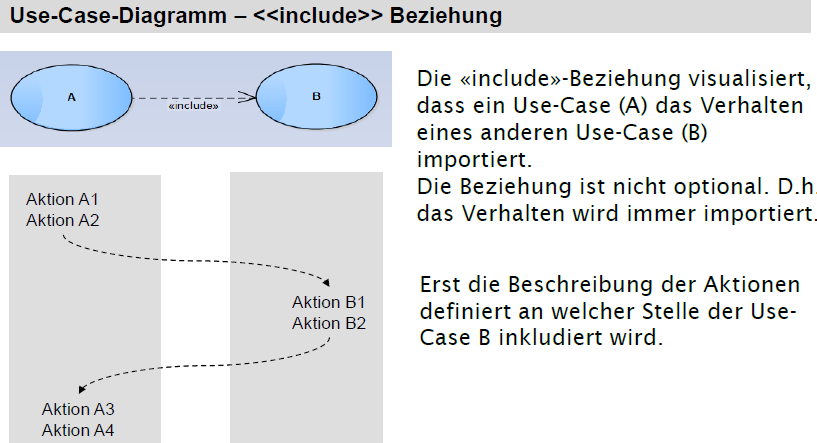 Use-Case-Diagramm – <<include>> Beziehung
A
«include»
B
Die «include»-Beziehung visualisiert,
dass ein Use-Case (A) das Verhalten
eines anderen Use-Case (B)
importiert.
Die Beziehung ist nicht optional. D.h.
das Verhalten wird immer importiert.
Aktion A1
Aktion A2
Aktion B1
Aktion B2
Aktion A3
Aktion A4
Erst die Beschreibung der Aktionen
definiert an welcher Stelle der Use-
Case B inkludiert wird.